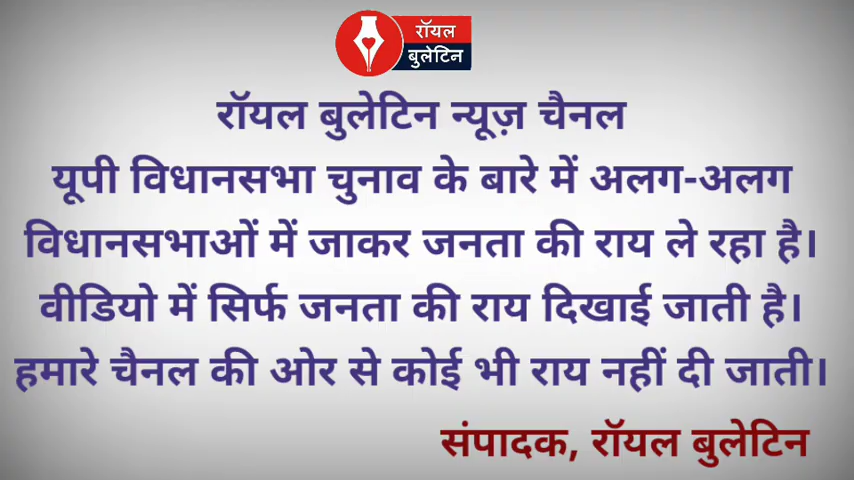 रॉयल
बुलेटिन
रॉयल बुलेटिन न्यूज़ चैनल
यूपी विधानसभा चुनाव के बारे में अलग-अलग
विधानसभाओं में जाकर जनता की राय ले रहा है।
वीडियो में सिर्फ जनता की राय दिखाई जाती है।
हमारे चैनल की ओर से कोई भी राय नहीं दी जाती।
संपादक, रॉयल बुलेटिन